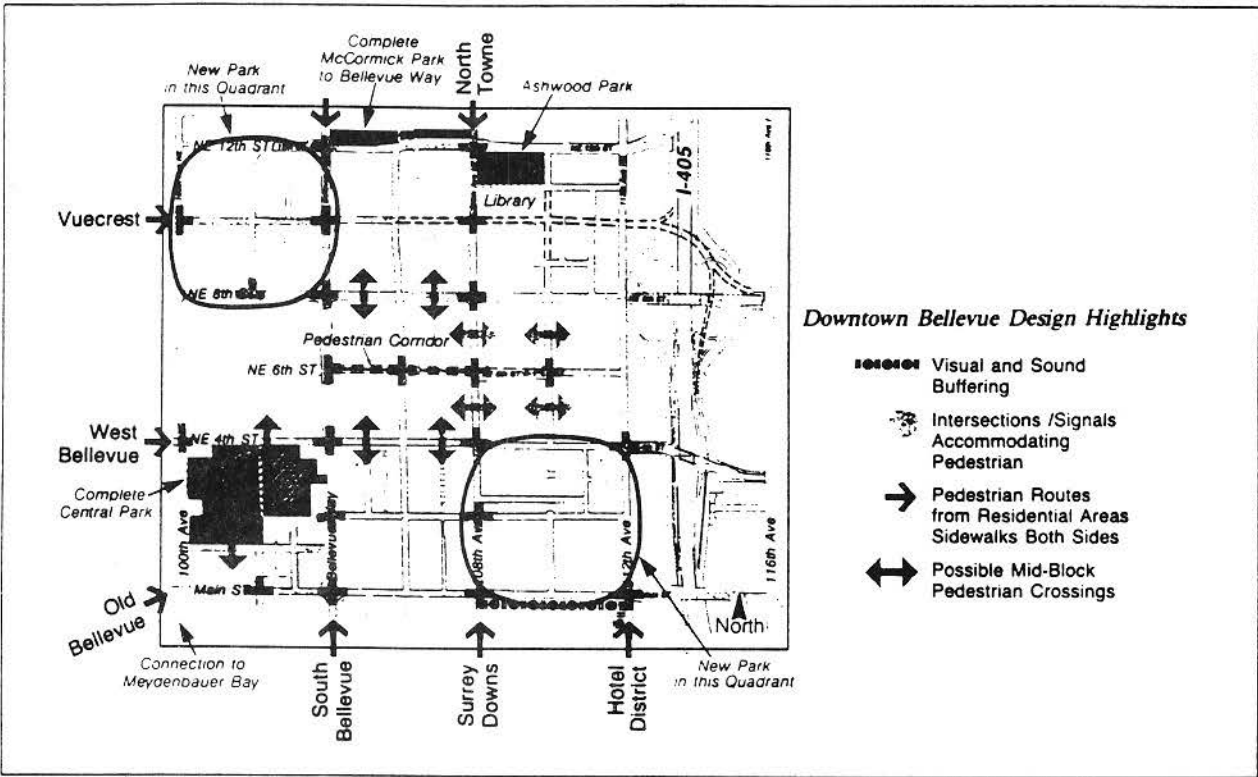 Complete
McCormick Park
to Bellevue Way
North
Towne
New Park
in this Quadrant
Ashwood Park
NE 12th ST
I-405
Library
Vuecrest
NE 8th
Pedestrian Corridor
NE 6th ST
West
Bellevue
NE 4th ST
Complete
Central Park
100th Ave
Bellevue Way
108th Ave
12th Ave
116th Ave
Main S
Old
Bellevue
North
Connection to
Meydenbauer Bay
South
Bellevue
Surrey
Downs
Hotel
District
New Park
in this Quadrant
Downtown Bellevue Design Highlights
Visual and Sound
Buffering
Intersections / Signals
Accommodating
Pedestrian
Pedestrian Routes
from Residential Areas
Sidewalks Both Sides
Possible Mid-Block
Pedestrian Crossings